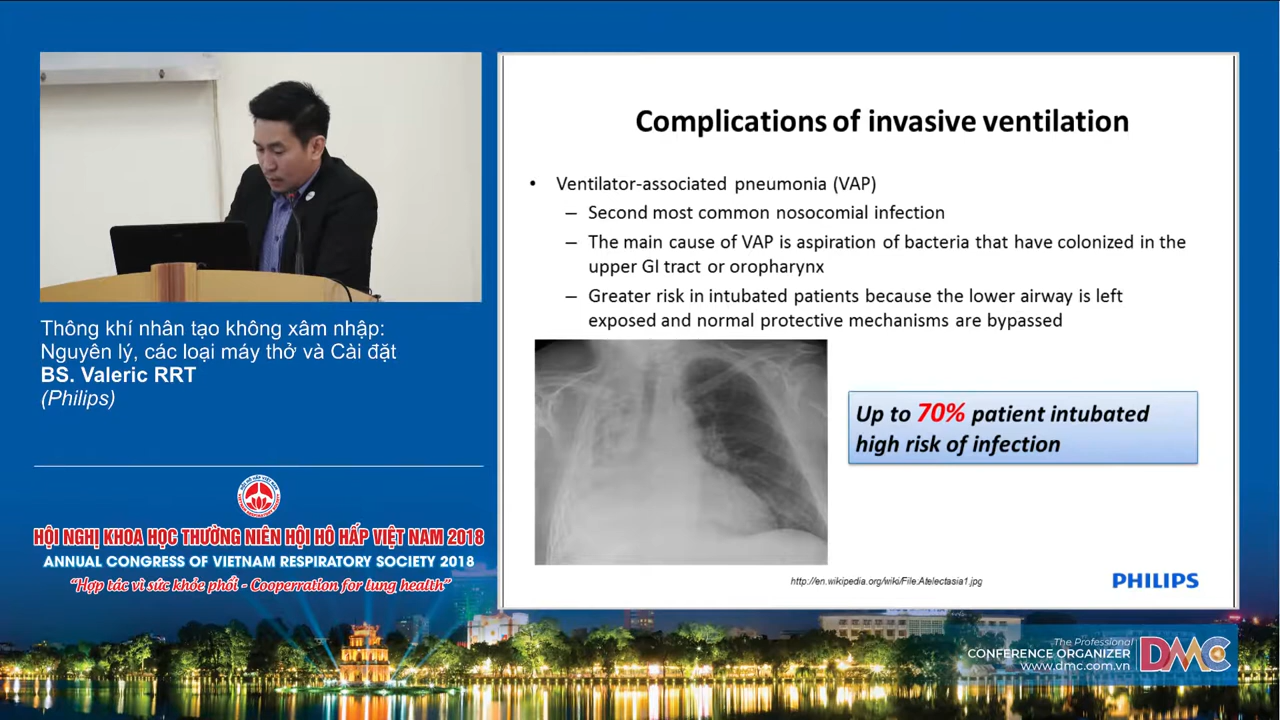 Thông khí nhân tạo không xâm nhập:
Nguyên lý, các loại máy thở và Cài đặt
BS. Valeric RRT
(Philips)
HỘI HÔ HẤP VIỆT NAM
HỘI NGHỊ KHOA HỌC THƯỜNG NIÊN HỘI HÔ HẤP VIỆT NAM 2018
ANNUAL CONGRESS OF VIETNAM RESPIRATORY SOCIETY 2018
"Hợp tác vì sức khỏe phổi - Cooperration for lung health"
Complications of invasive ventilation
• Ventilator-associated pneumonia (VAP)
– Second most common nosocomial infection
– The main cause of VAP is aspiration of bacteria that have colonized in the
upper GI tract or oropharynx
– Greater risk in intubated patients because the lower airway is left
exposed and normal protective mechanisms are bypassed
Up to 70% patient intubated
high risk of infection
http://en.wikipedia.org/wiki/File:Atelectasia1.jpg
PHILIPS
The Professional
CONFERENCE ORGANIZER
www.dmc.com.vn
DMC